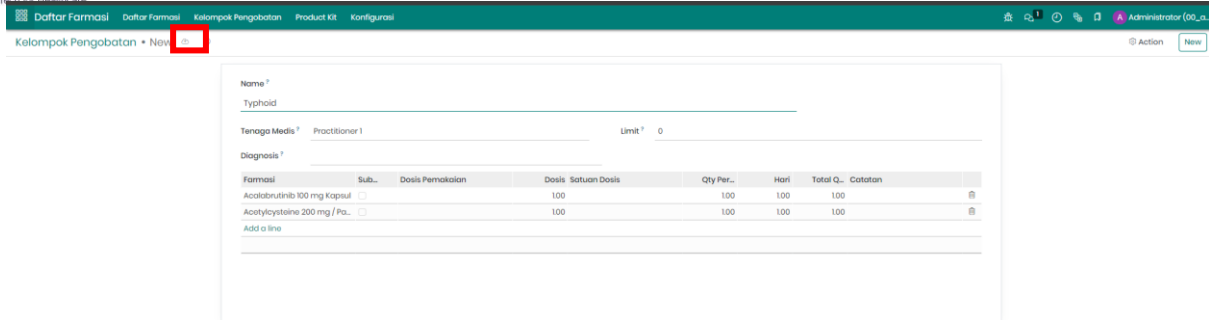 Daftar Farmasi Daftar Farmasi Kelompok Pengobatan Product Kit Konfigurasi 1 A Administrator (00_a...
Kelompok Pengobatan • New Action New
Name ?
Typhoid
Tenaga Medis ? Practitioner 1 Limit ? 0
Diagnosis ?
Farmasi Sub... Dosis Pemakaian Dosis Satuan Dosis Qty Per... Hari Total Q... Catatan
Acalabrutinib 100 mg Kapsul 1.00 1.00 1.00 1.00
Acetylcysteine 200 mg / Pa... 1.00 1.00 1.00 1.00
Add a line